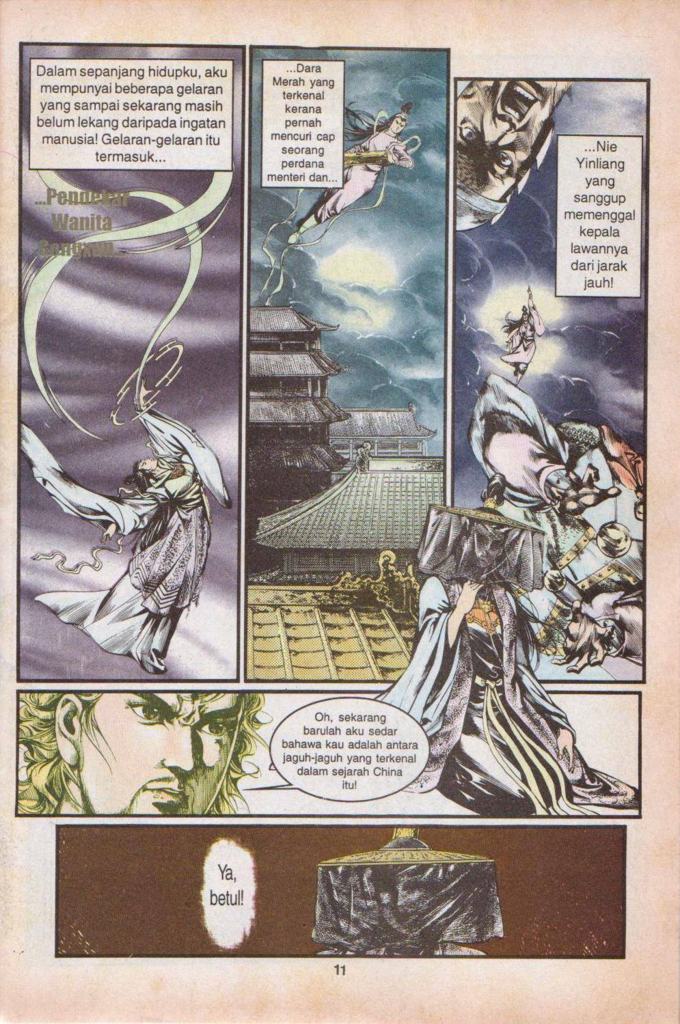 Dalam sepanjang hidupku, aku
mempunyai beberapa gelaran
yang sampai sekarang masih
belum lekang daripada ingatan
manusia! Gelaran-gelaran itu
termasuk...
...Pendekar
Wanita
...Dara
Merah yang
terkenal
kerana
pernah
mencuri cap
seorang
perdana
menteri dan...
...Nie
Yinliang
yang
sanggup
memenggal
kepala
lawannya
dari jarak
jauh!
Oh, sekarang
barulah aku sedar
bahawa kau adalah antara
jaguh-jaguh yang terkenal
dalam sejarah China
itu!
Ya,
betul!
11